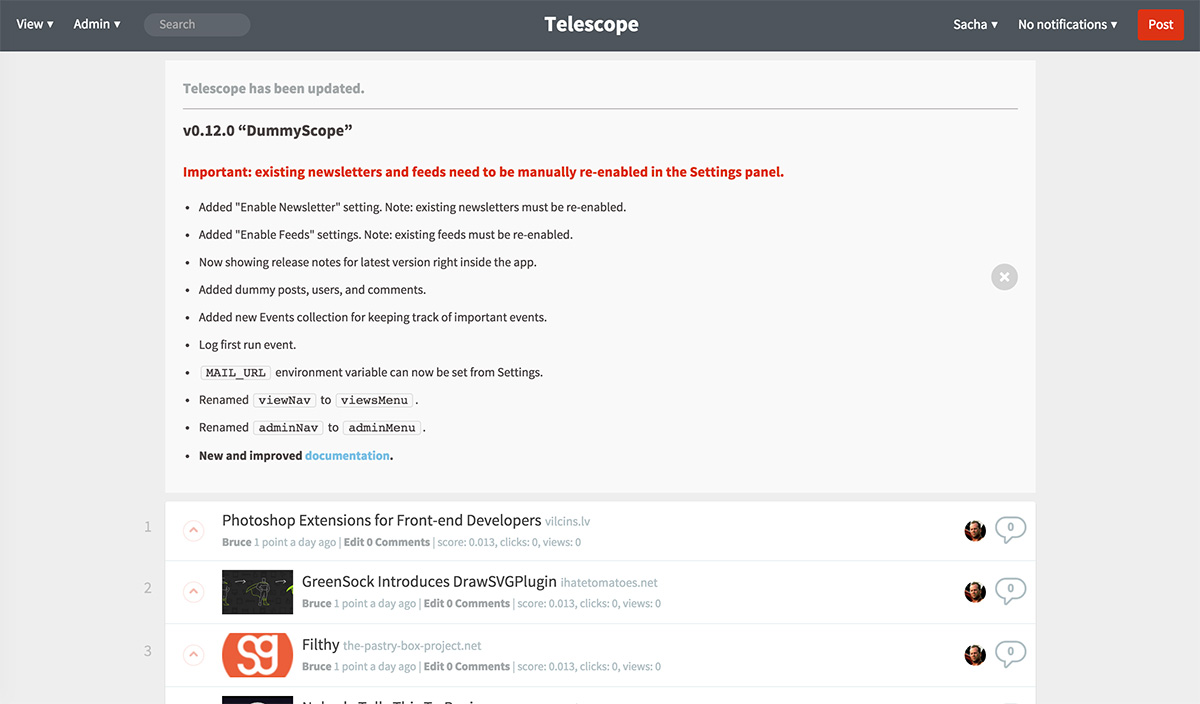 View ▾ Admin ▾ Search Telescope Sacha ▾ No notifications ▾ Post
Telescope has been updated.
v0.12.0 “DummyScope”
Important: existing newsletters and feeds need to be manually re-enabled in the Settings panel.
• Added "Enable Newsletter" setting. Note: existing newsletters must be re-enabled.
• Added "Enable Feeds" settings. Note: existing feeds must be re-enabled.
• Now showing release notes for latest version right inside the app.
• Added dummy posts, users, and comments.
• Added new Events collection for keeping track of important events.
• Log first run event.
• MAIL_URL environment variable can now be set from Settings.
• Renamed viewNav to viewsMenu .
• Renamed adminNav to adminMenu .
• New and improved documentation.
1 Photoshop Extensions for Front-end Developers vilcins.lv 0
Bruce 1 point a day ago | Edit 0 Comments | score: 0.013, clicks: 0, views: 0
2 GreenSock Introduces DrawSVGPlugin ihatetomatoes.net 0
Bruce 1 point a day ago | Edit 0 Comments | score: 0.013, clicks: 0, views: 0
3 sg Filthy the-pastry-box-project.net 0
Bruce 1 point a day ago | Edit 0 Comments | score: 0.013, clicks: 0, views: 0